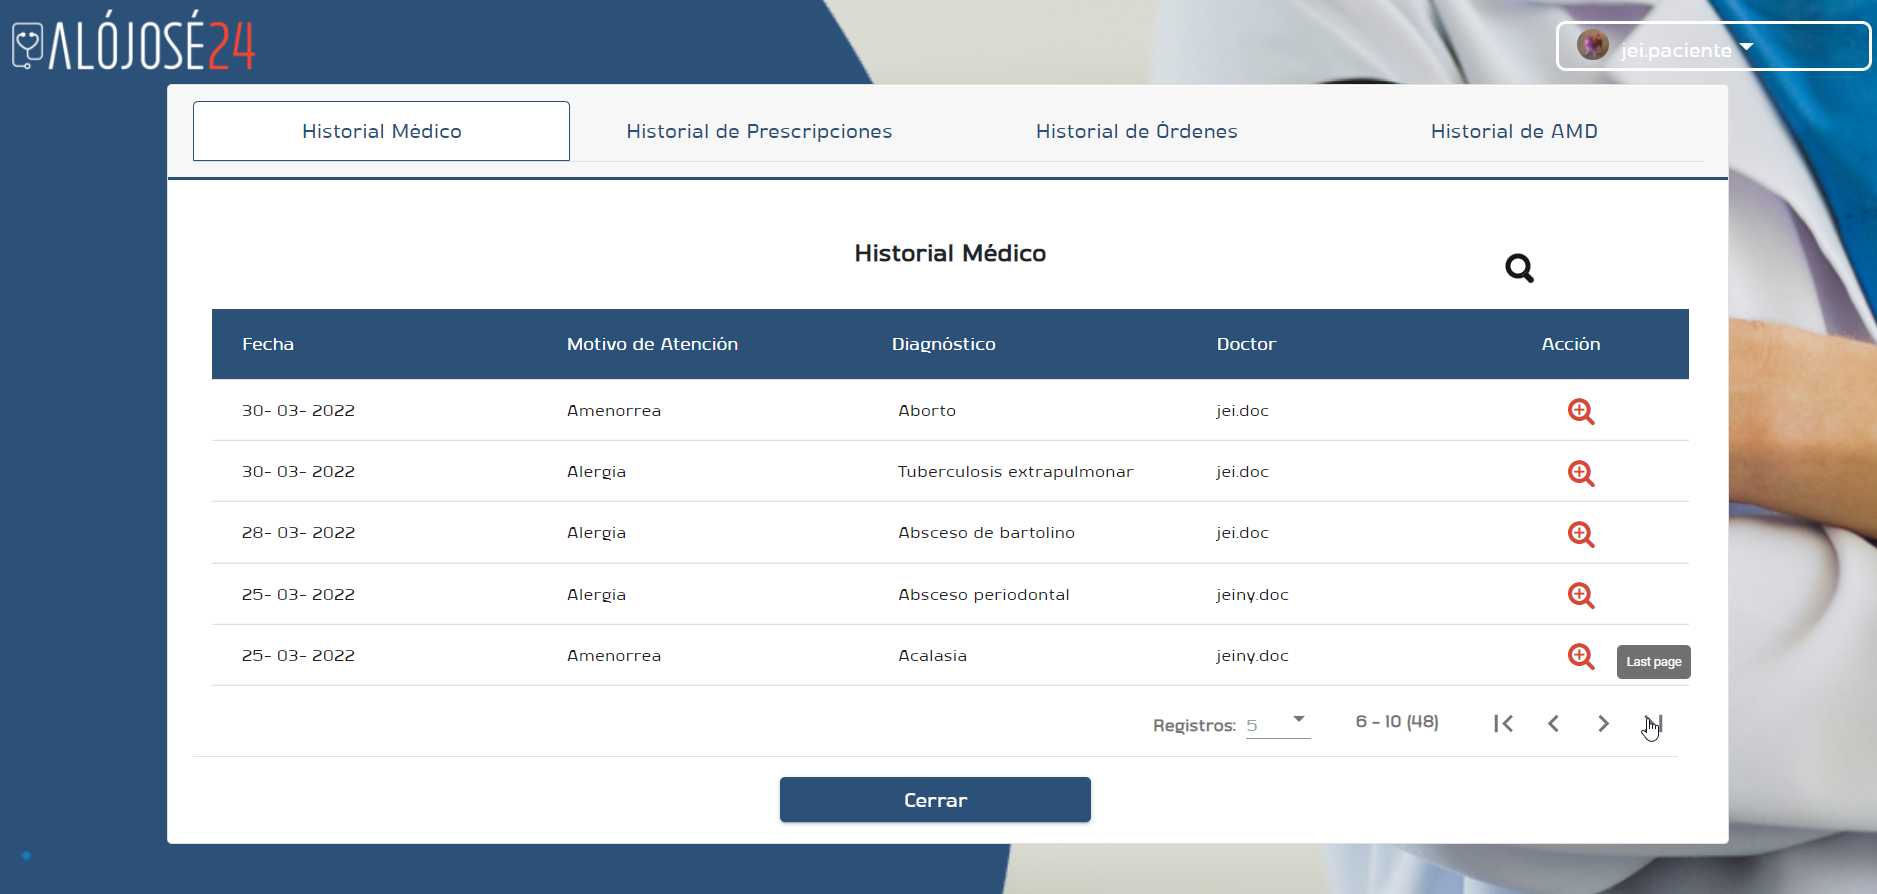 ALÓJOSÉ24
jei.paciente
Historial Médico
Historial de Prescripciones
Historial de Órdenes
Historial de AMD
Historial Médico
Fecha Motivo de Atención Diagnóstico Doctor Acción
30- 03- 2022 Amenorrea Aborto jei.doc
30- 03- 2022 Alergia Tuberculosis extrapulmonar jei.doc
28- 03- 2022 Alergia Absceso de bartolino jei.doc
25- 03- 2022 Alergia Absceso periodontal jeiny.doc
25- 03- 2022 Amenorrea Acalasia jeiny.doc
Last page
Registros: 5 6 - 10 (48)
Cerrar